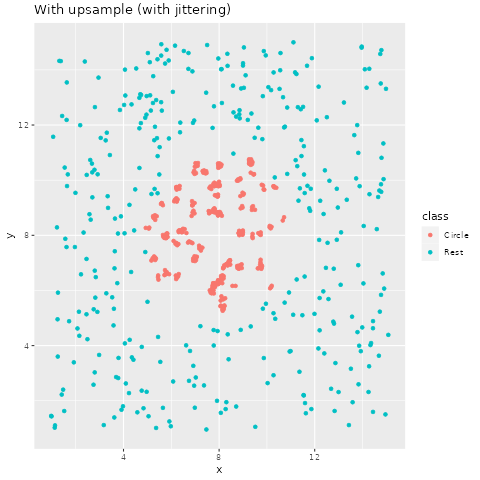 With upsample (with jittering)
12
8
4
y
4
8
12
x
class
Circle
Rest